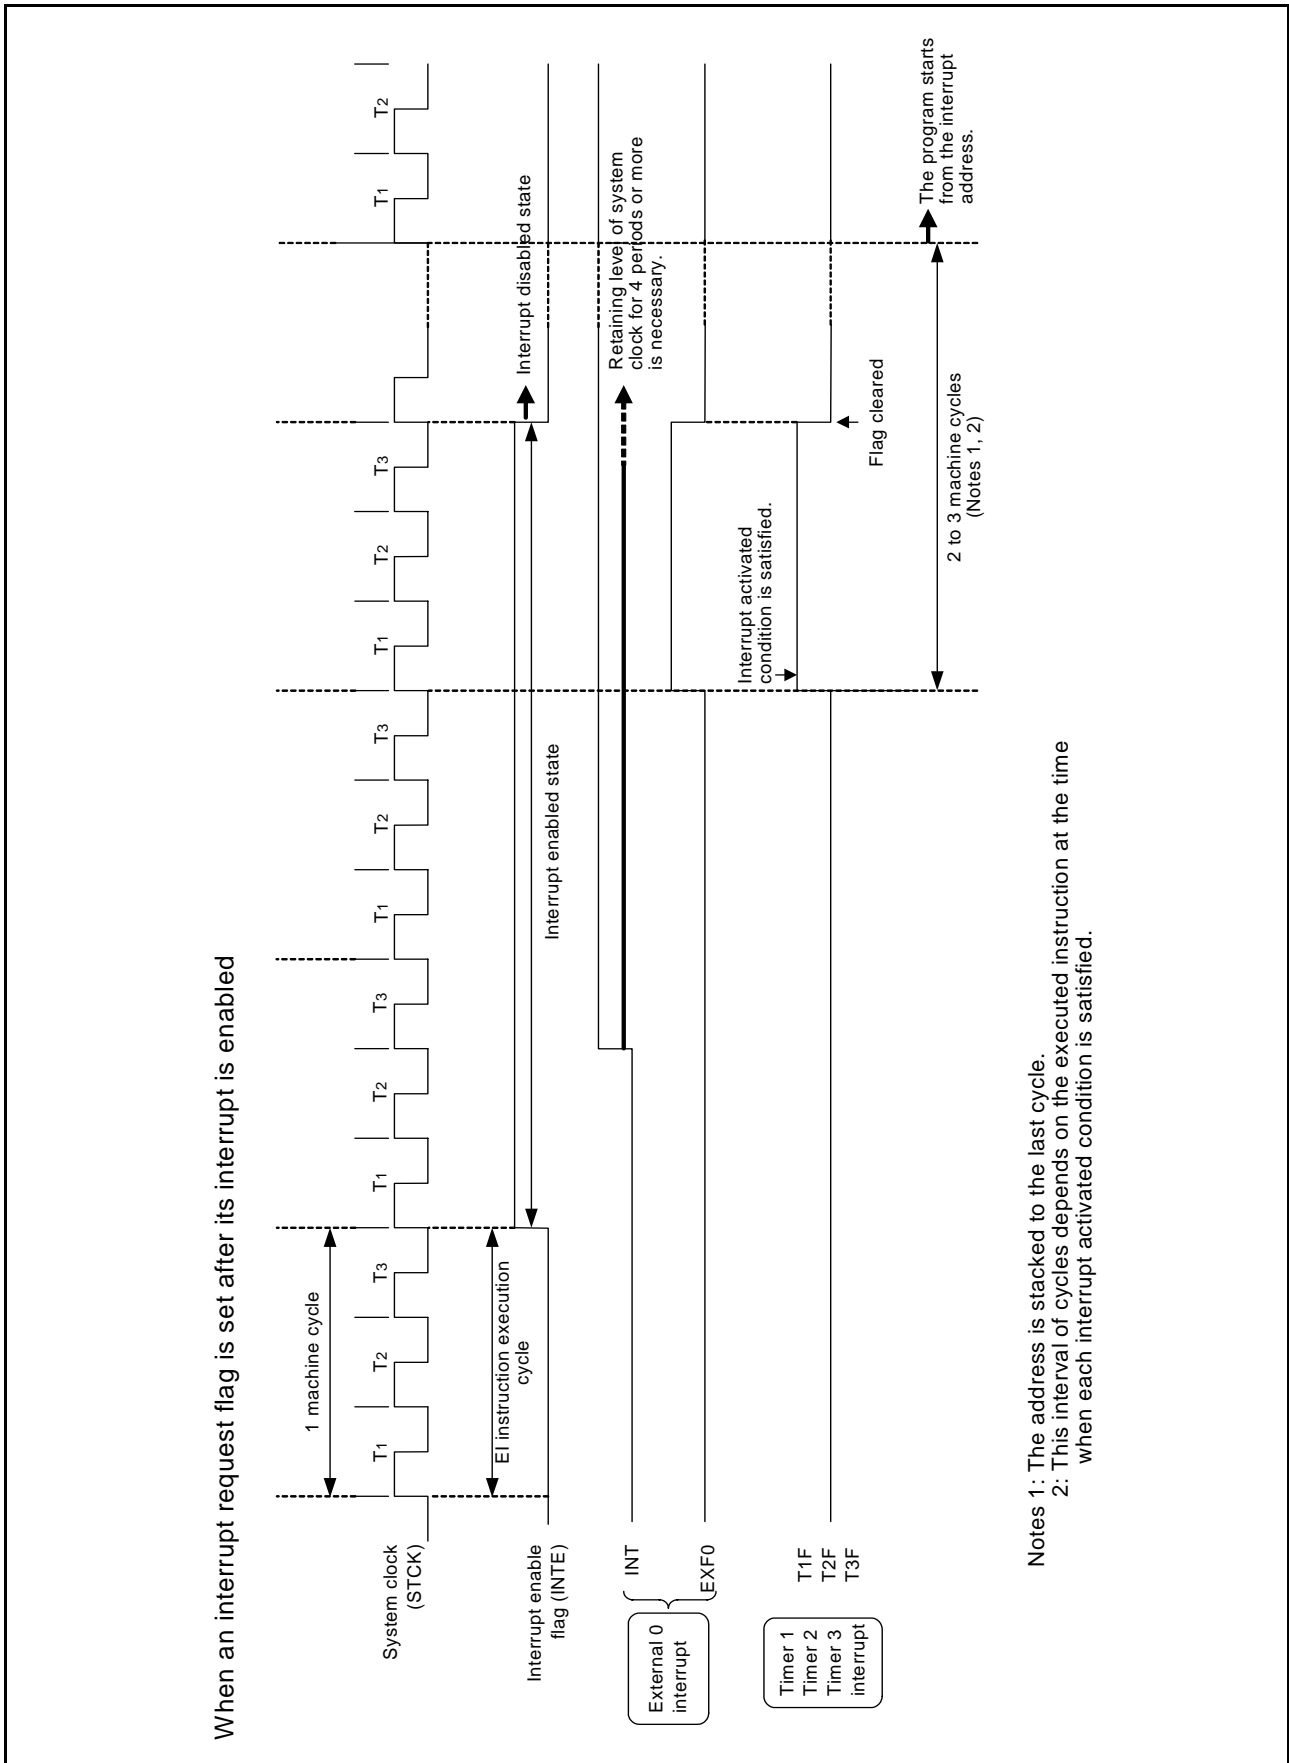 When an interrupt request flag is set after its interrupt is enabled
1 machine cycle
T1 T2 T3 T1 T2 T3 T1 T2 T3 T1 T2 T3 T1 T2
System clock
(STCK)
EI instruction execution
cycle
Interrupt enable
flag (INTE)
Interrupt enabled state
Interrupt disabled state
External 0
interrupt
INT
Retaining level of system
clock for 4 periods or more
is necessary.
EXF0
Timer 1
Timer 2
Timer 3
interrupt
T1F
T2F
T3F
Interrupt activated
condition is satisfied.
Flag cleared
2 to 3 machine cycles
(Notes 1, 2)
The program starts
from the interrupt
address.
Notes 1: The address is stacked to the last cycle.
2: This interval of cycles depends on the executed instruction at the time
when each interrupt activated condition is satisfied.